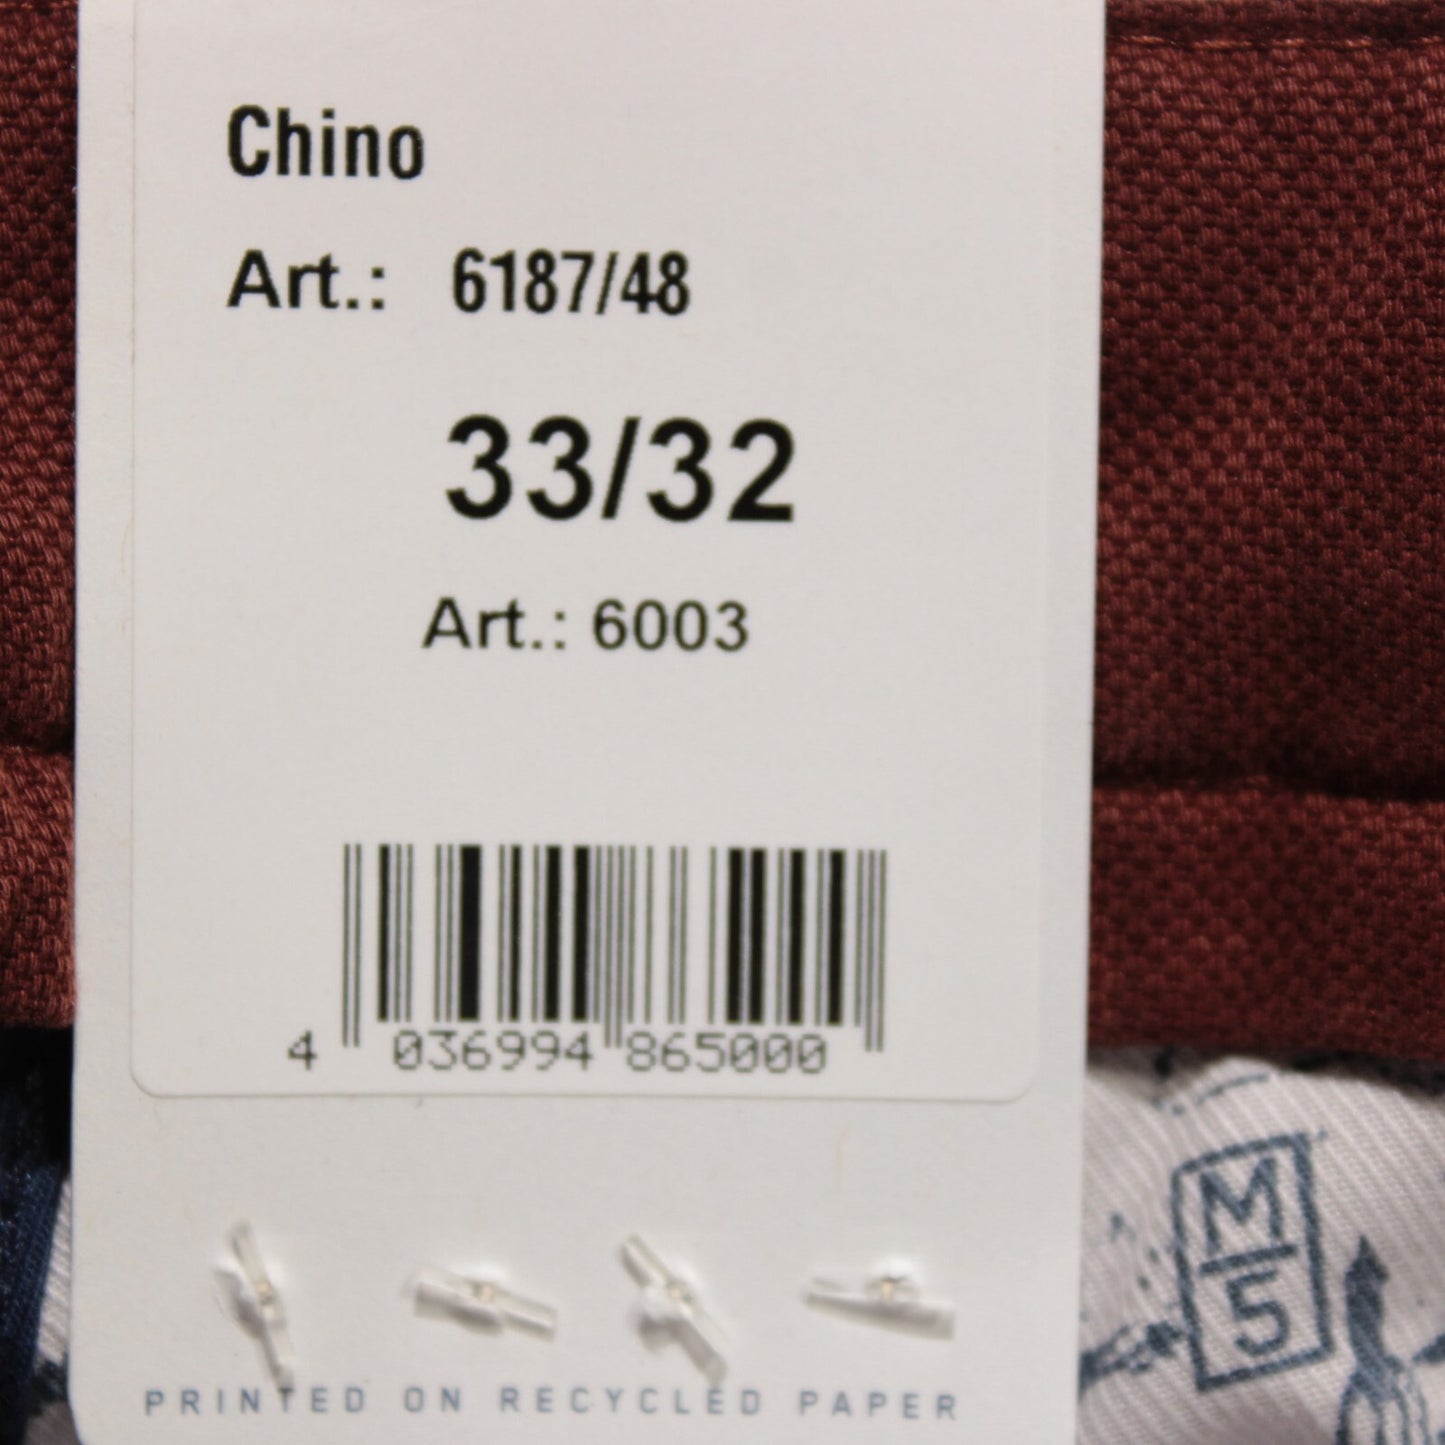 Chino
Art.: 6187/48
33/32
Art.: 6003
4 036994 865000
PRINTED ON RECYCLED PAPER
M
5